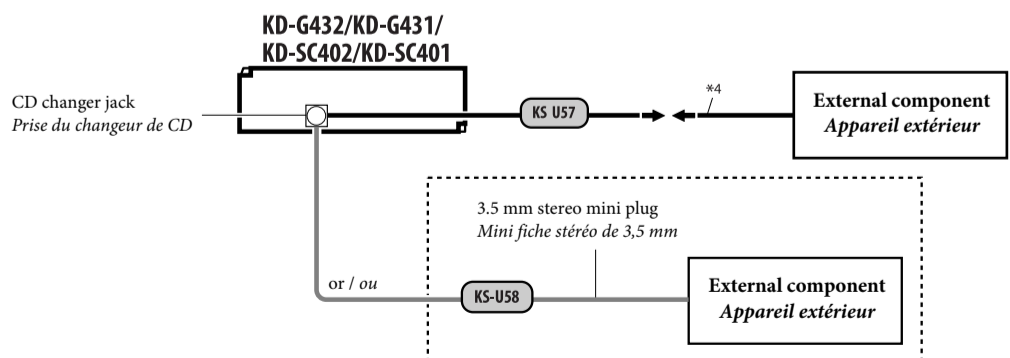 KD-G432/KD-G431/
KD-SC402/KD-SC401
CD changer jack
Prise du changeur de CD
KS U57
*4
External component
Appareil extérieur
3.5 mm stereo mini plug
Mini fiche stéréo de 3,5 mm
or / ou
KS-U58
External component
Appareil extérieur